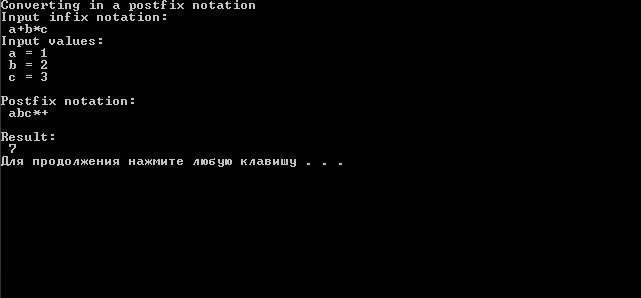 Converting in a postfix notation
Input infix notation:
a+b*c
Input values:
a = 1
b = 2
c = 3
Postfix notation:
abc*+
Result:
7
Для продолжения нажмите любую клавишу . . .